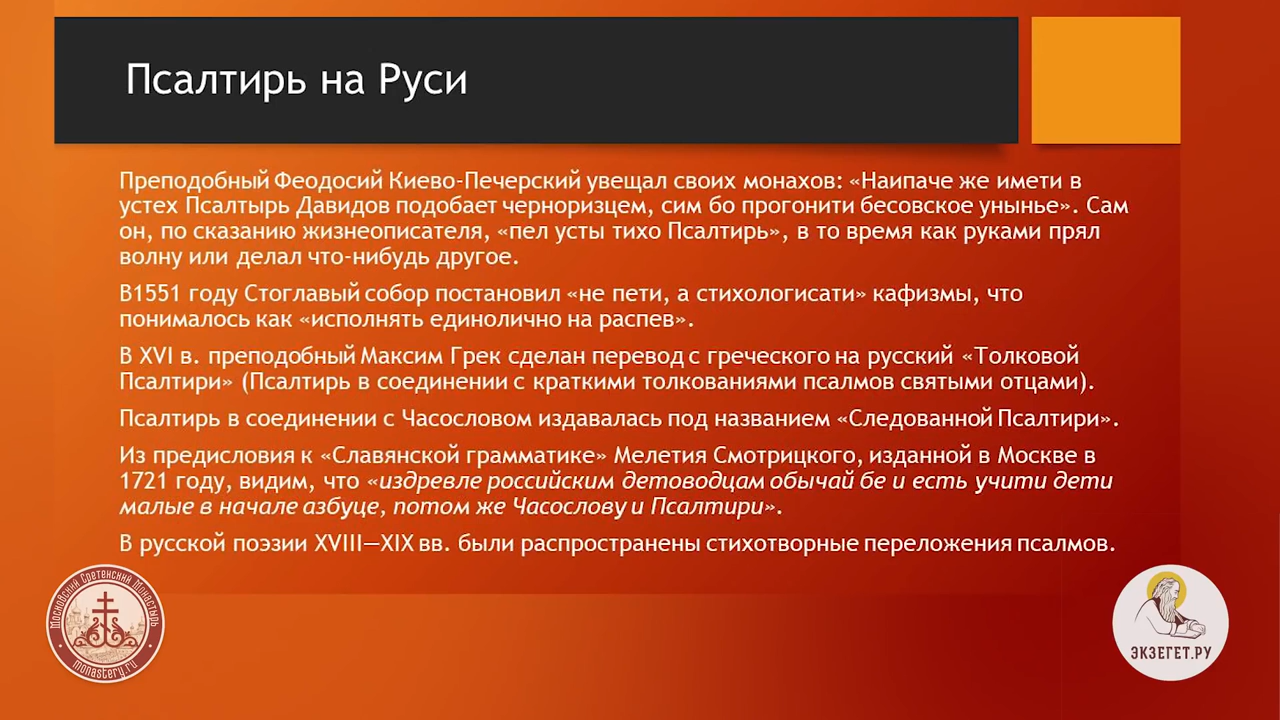 Псалтирь на Руси
Преподобный Феодосий Киево-Печерский увещал своих монахов: «Наипаче же имети в
устех Псалтырь Давидов подобает черноризцем, сим бо прогонити бесовское унынье». Сам
он, по сказанию жизнеописателя, «пел усты тихо Псалтирь», в то время как руками прял
волну или делал что-нибудь другое.
В1551 году Стоглавый собор постановил «не пети, а стихологисати» кафизмы, что
понималось как «исполнять единолично на распев».
В XVI в. преподобный Максим Грек сделан перевод с греческого на русский «Толковой
Псалтири» (Псалтирь в соединении с краткими толкованиями псалмов святыми отцами).
Псалтирь в соединении с Часословом издавалась под названием «Следованной Псалтири».
Из предисловия к «Славянской грамматике» Мелетия Смотрицкого, изданной в Москве в
1721 году, видим, что «издревле российским детоводцам обычай бе и есть учити дети
малые в начале азбуце, потом же Часослову и Псалтири».
В русской поэзии XVIII—XIX вв. были распространены стихотворные переложения псалмов.
Московский Сретенский Монастырь
monastery.ru
ЭКЗЕГЕТ.РУ